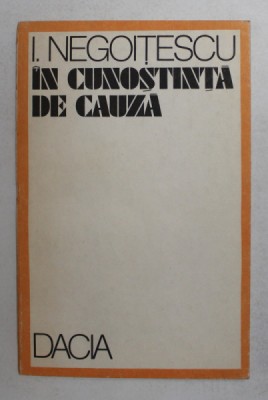 I. NEGOIȚESCU
ÎN CUNOȘTINȚĂ
DE CAUZĂ
DACIA